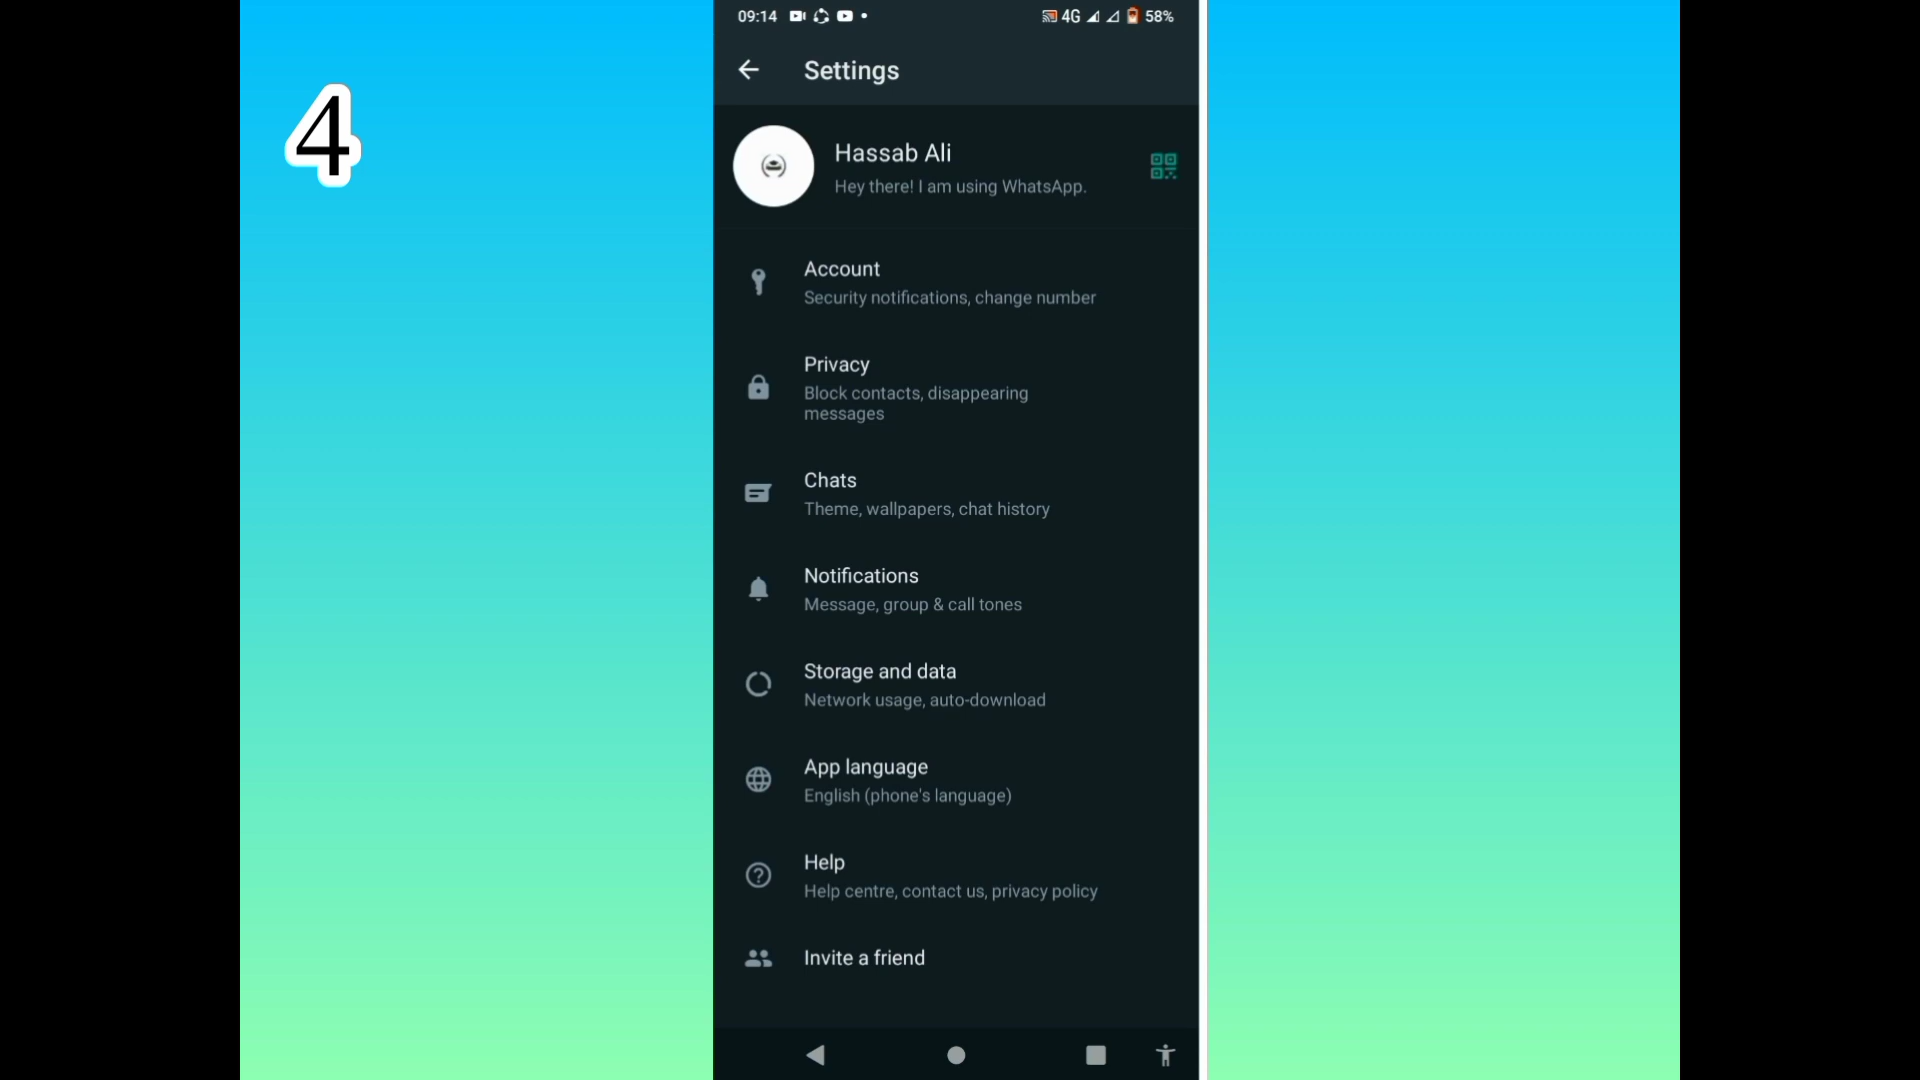 4
09:14
4G 58%
Settings
Hassab Ali
Hey there! I am using WhatsApp.
Account
Security notifications, change number
Privacy
Block contacts, disappearing
messages
Chats
Theme, wallpapers, chat history
Notifications
Message, group & call tones
Storage and data
Network usage, auto-download
App language
English (phone's language)
Help
Help centre, contact us, privacy policy
Invite a friend